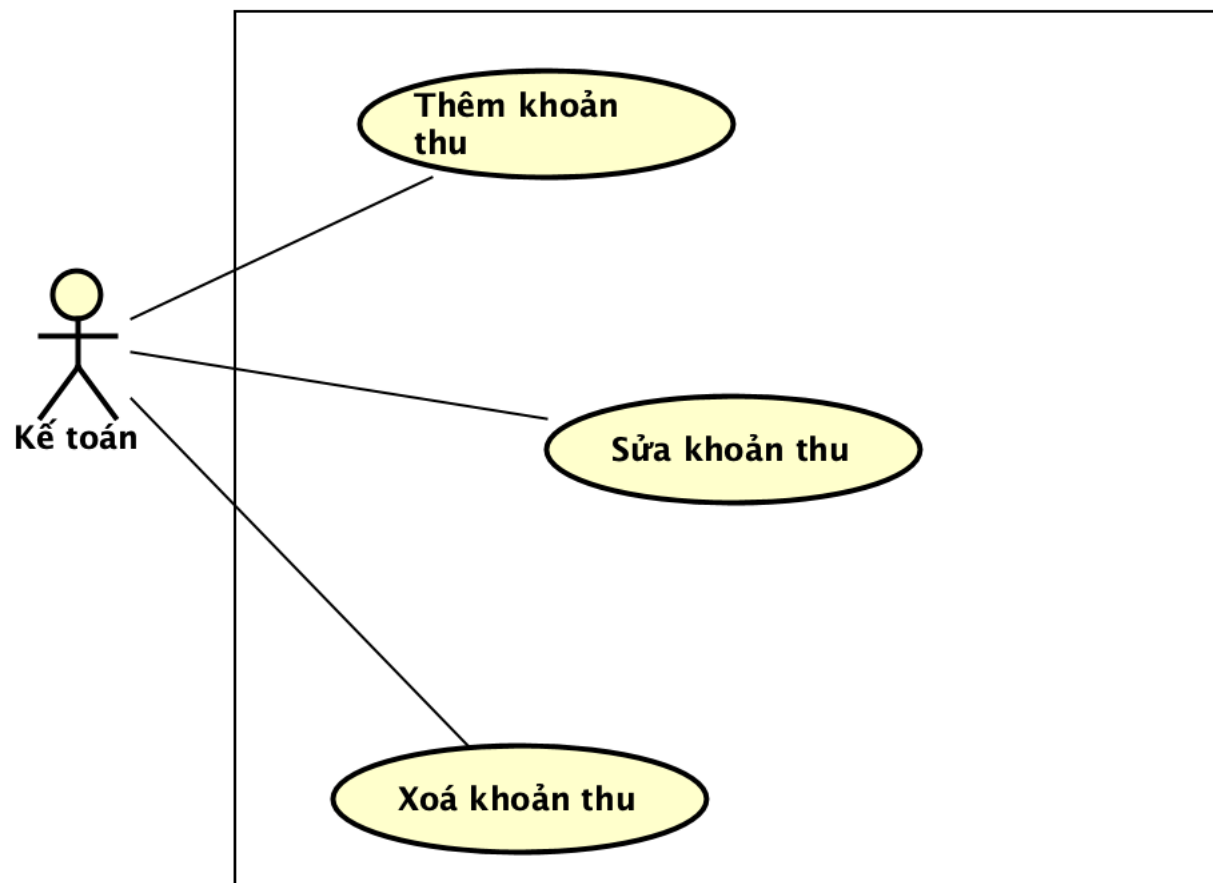 Thêm khoản
thu
Kế toán
Sửa khoản thu
Xoá khoản thu